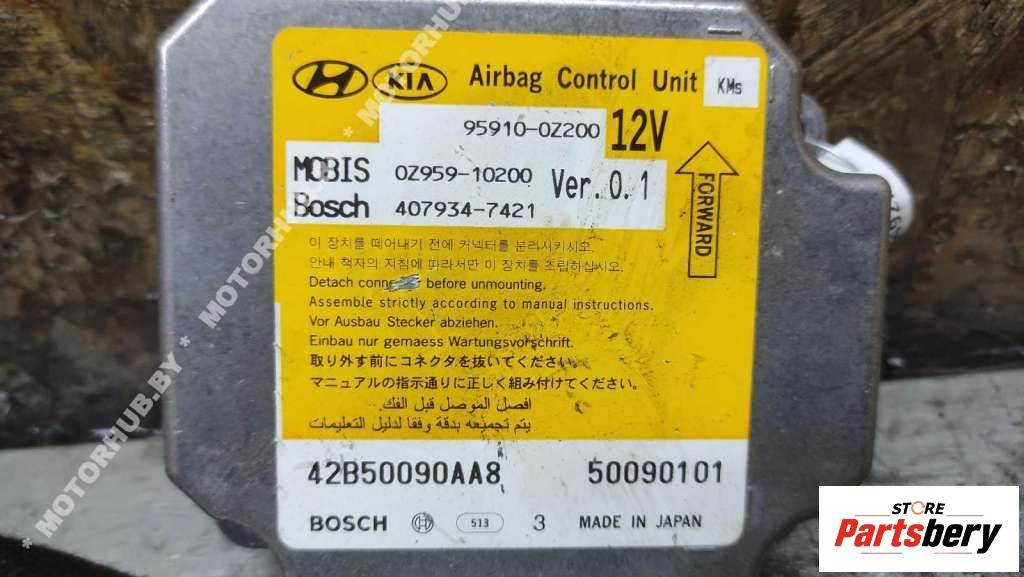 KIA Airbag Control Unit KMs
95910-0Z200 12V
MOBIS 0Z959-10200 Ver.0.1
Bosch 407934-7421
FORWARD
이 장치를 떼어내기 전에 커넥터를 분리시키시오.
안내 책자의 지침에 따라서만 이 장치를 조립하십시오.
Detach before unmounting.
Assemble strictly according to manual instructions.
Vor Ausbau Stecker abziehen.
Einbau nur gemaess Wartungsvorschrift.
取り外す前にコネクタを抜いてください。
マニュアルの指示通りに正しく組み付けてください。
افصل الموصل قبل الفك
يتم تجميعه بدقة وفقا لدليل التعليمات
42B50090AA8 50090101
BOSCH 513 3 MADE IN JAPAN
* MOTORHUB.BY * MOTORHUB.BY * MOTORHUB
STORE
Partsbery